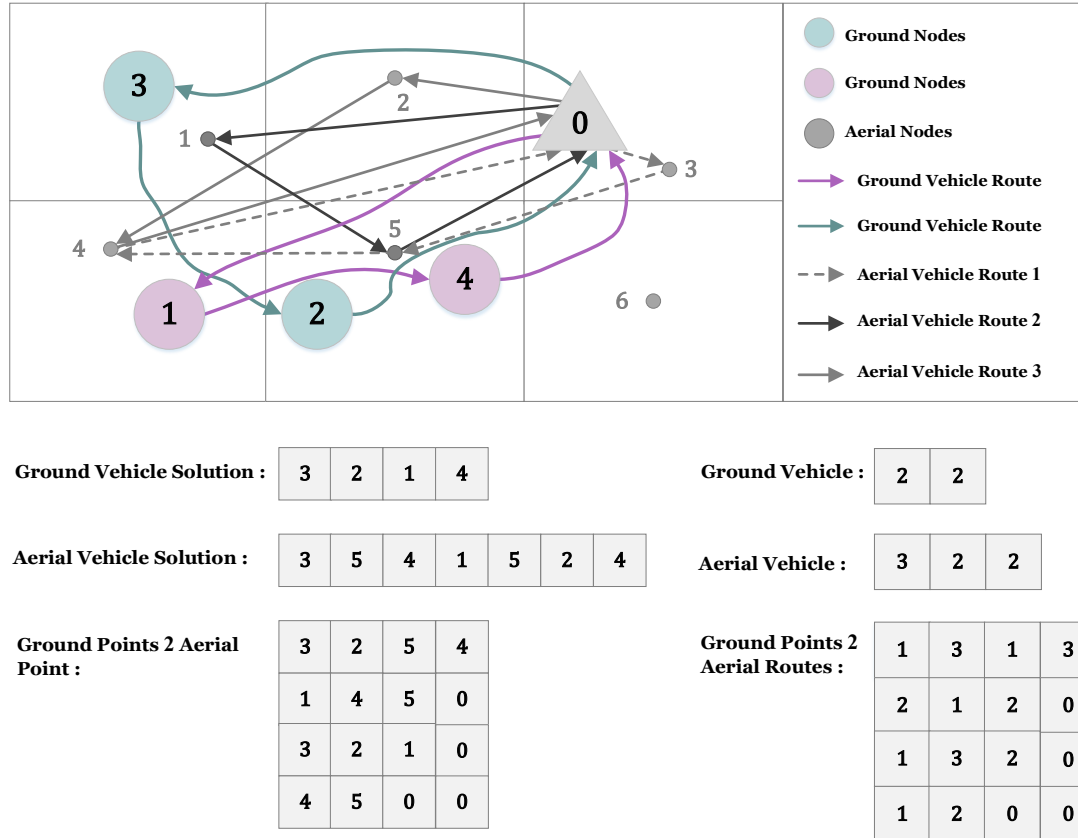 3
2
1
0
3
4
5
4
1
2
6
Ground Nodes
Ground Nodes
Aerial Nodes
Ground Vehicle Route
Ground Vehicle Route
Aerial Vehicle Route 1
Aerial Vehicle Route 2
Aerial Vehicle Route 3
Ground Vehicle Solution : 3 2 1 4
Ground Vehicle : 2 2
Aerial Vehicle Solution : 3 5 4 1 5 2 4
Aerial Vehicle : 3 2 2
Ground Points 2 Aerial
Point :
3 2 5 4
1 4 5 0
3 2 1 0
4 5 0 0
Ground Points 2
Aerial Routes :
1 3 1 3
2 1 2 0
1 3 2 0
1 2 0 0